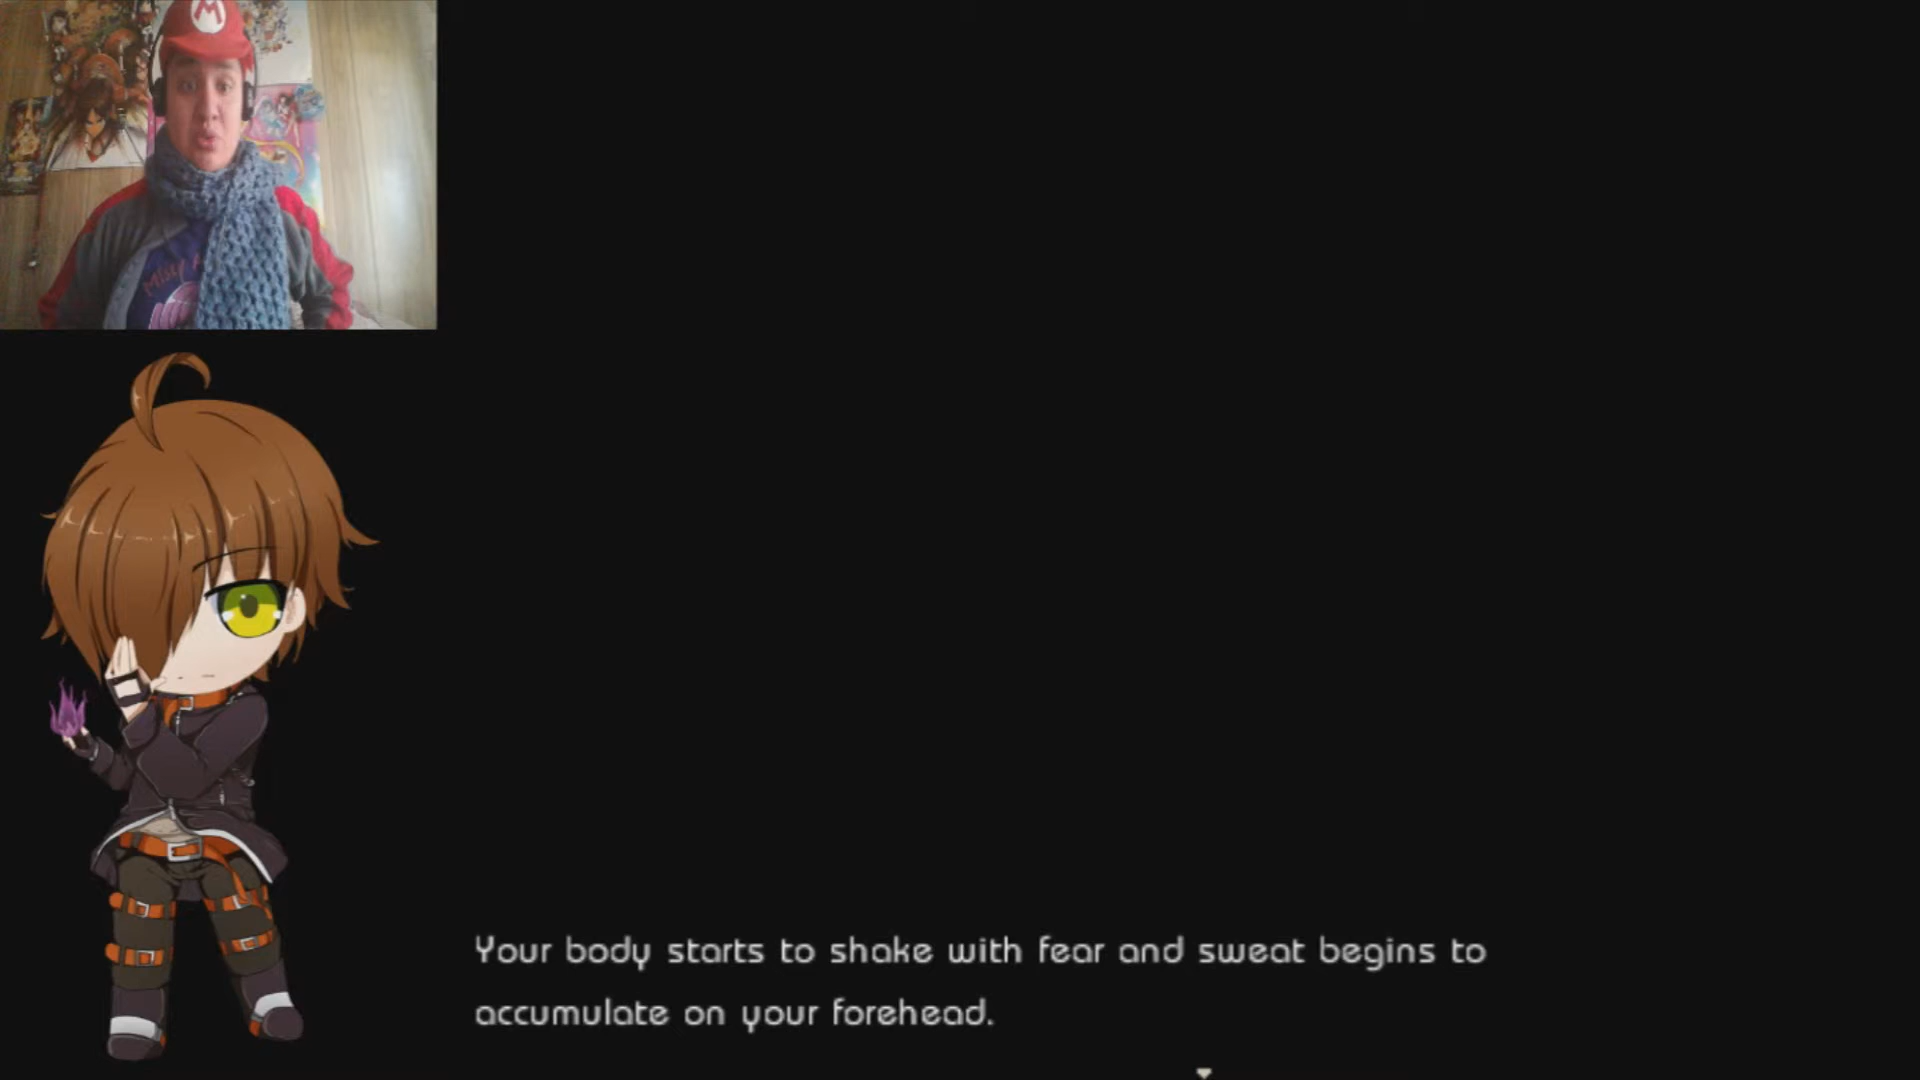 M
Your body starts to shake with fear and sweat begins to
accumulate on your forehead.